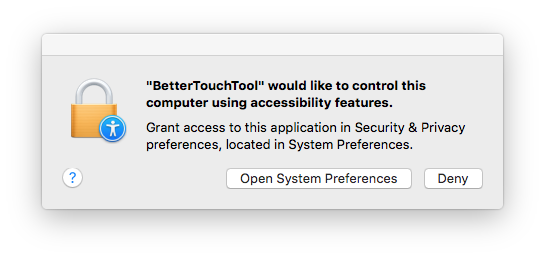 "BetterTouchTool" would like to control this
computer using accessibility features.
Grant access to this application in Security & Privacy
preferences, located in System Preferences.
?
Open System Preferences
Deny